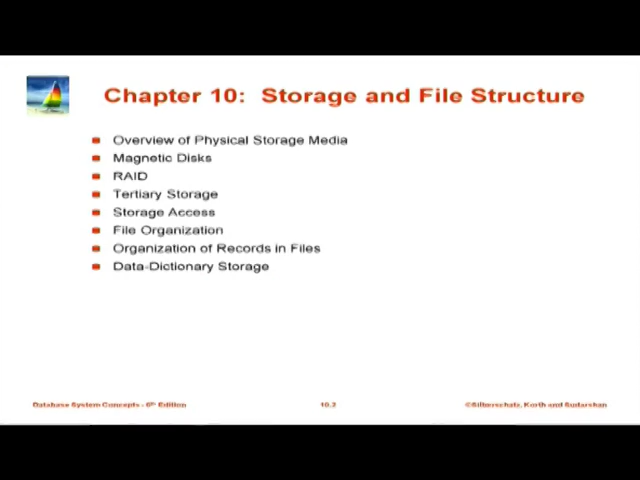 Chapter 10: Storage and File Structure
Overview of Physical Storage Media
Magnetic Disks
RAID
Tertiary Storage
Storage Access
File Organization
Organization of Records in Files
Data-Dictionary Storage
Database System Concepts - 6th Edition
10.2
©Silberschatz, Korth and Sudarshan